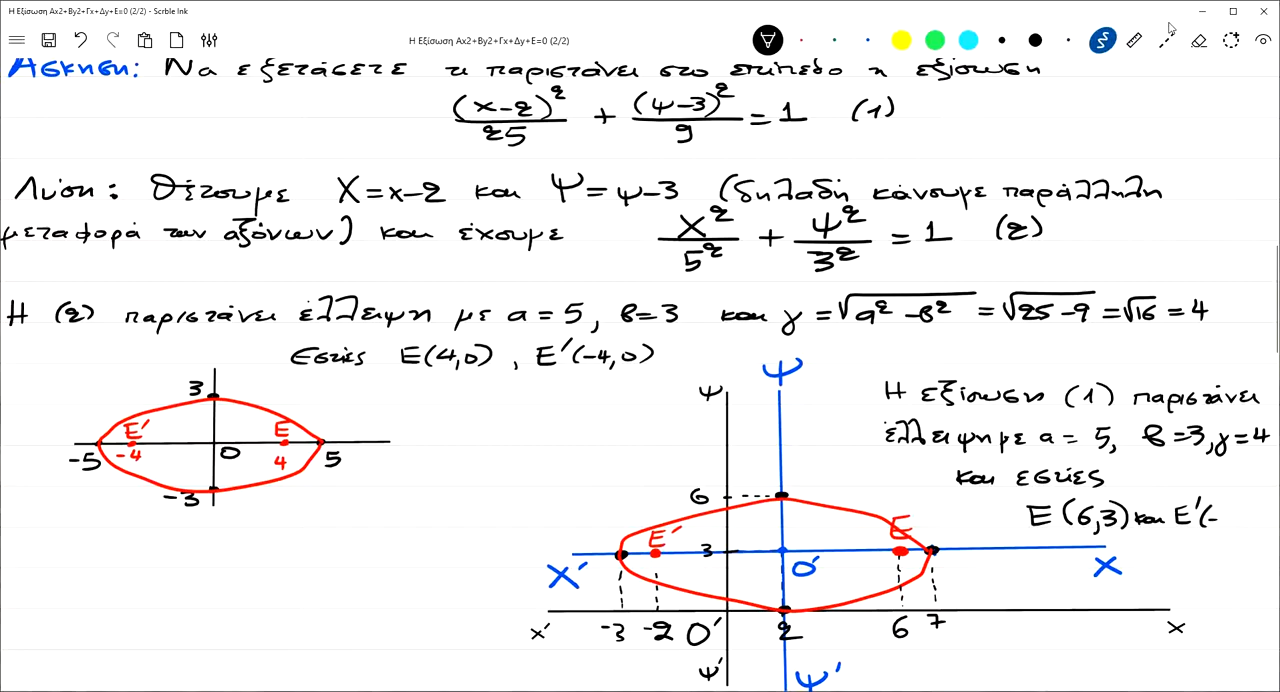 Η Εξίσωση Αx2+Βy2+Γx+Δy+Ε=0 (2/2) - Scrble Ink
Η Εξίσωση Αx2+Βy2+Γx+Δy+Ε=0 (2/2)
Άσκηση: Να εξετάσετε τι παριστάνει στο επίπεδο η εξίσωση
(x-2)²/25 + (ψ-3)²/9 = 1 (1)
Λύση: Θέτουμε Χ=x-2 και Ψ=ψ-3 (δηλαδή κάνουμε παράλληλη
μεταφορά των αξόνων) και έχουμε Χ²/5² + Ψ²/3² = 1 (2)
Η (2) παριστάνει έλλειψη με α=5, β=3 και γ=√α²-β² = √25-9 = √16 = 4
Εστίες Ε(4,0), Ε'(-4,0)
3
Ε' Ε
-5 -4 0 4 5
-3
Η εξίσωση (1) παριστάνει
έλλειψη με α=5, β=3, γ=4
και εστίες
Ε(6,3) και Ε'(-
Ψ
ψ
6
Ε' 3 Ε
Χ' Ο' Χ
x' -3 -2 Ο' 2 6 7 x
ψ' Ψ'